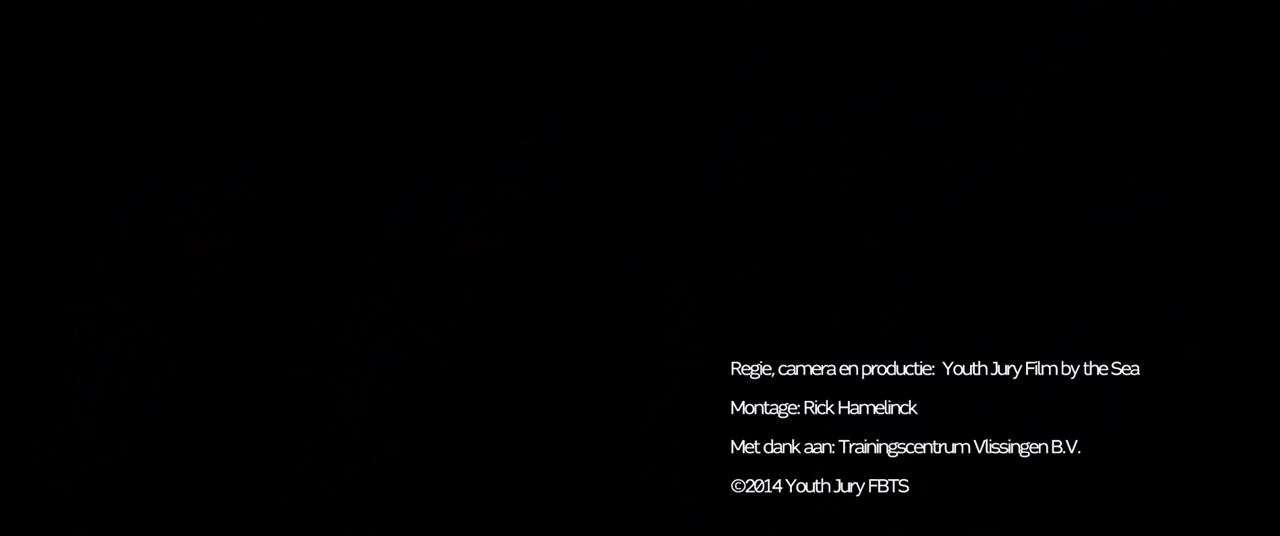 Regie, camera en productie: Youth Jury Film by the Sea
Montage: Rick Hamelinck
Met dank aan: Trainingscentrum Vlissingen B.V.
©2014 Youth Jury FBTS